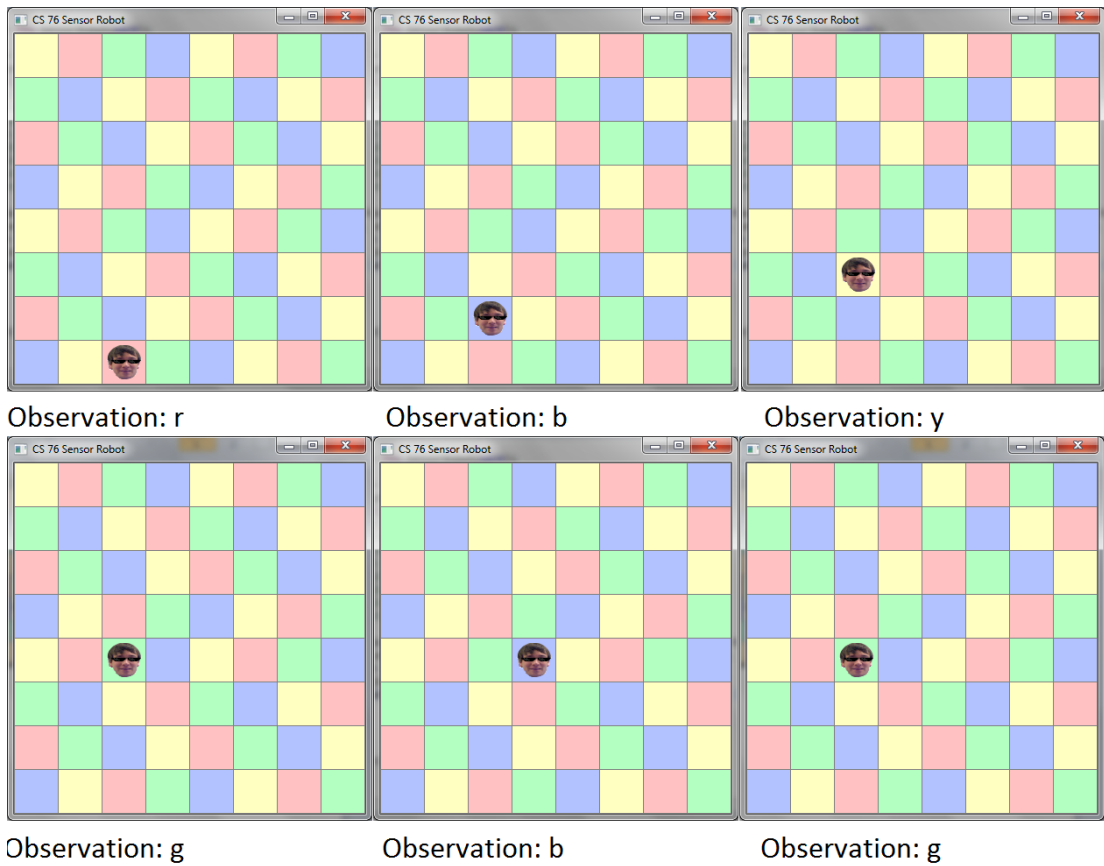 CS 76 Sensor Robot
CS 76 Sensor Robot
CS 76 Sensor Robot
Observation: r
Observation: b
Observation: y
CS 76 Sensor Robot
CS 76 Sensor Robot
CS 76 Sensor Robot
Observation: g
Observation: b
Observation: g